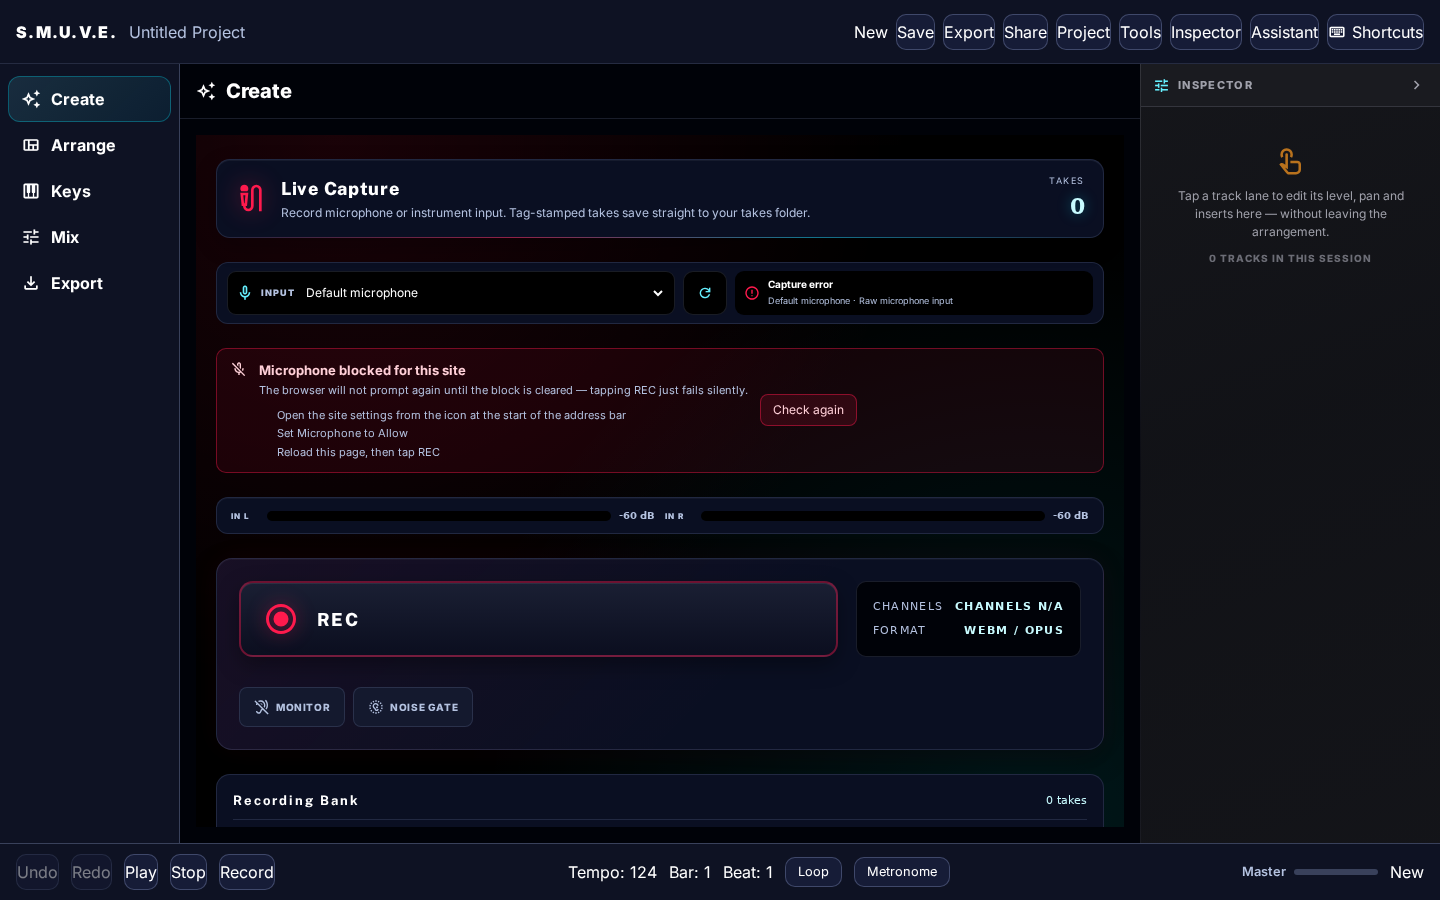 S.M.U.V.E. Untitled Project
New Save Export Share Project Tools Inspector Assistant Shortcuts
Create
Arrange
Keys
Mix
Export
Create
Live Capture
Record microphone or instrument input. Tag-stamped takes save straight to your takes folder.
TAKES
0
INPUT Default microphone
Capture error
Default microphone · Raw microphone input
Microphone blocked for this site
The browser will not prompt again until the block is cleared — tapping REC just fails silently.
Open the site settings from the icon at the start of the address bar
Set Microphone to Allow
Reload this page, then tap REC
Check again
IN L -60 dB IN R -60 dB
REC
CHANNELS CHANNELS N/A
FORMAT WEBM / OPUS
MONITOR NOISE GATE
Recording Bank 0 takes
INSPECTOR
Tap a track lane to edit its level, pan and
inserts here — without leaving the
arrangement.
0 TRACKS IN THIS SESSION
Undo Redo Play Stop Record Tempo: 124 Bar: 1 Beat: 1 Loop Metronome Master New